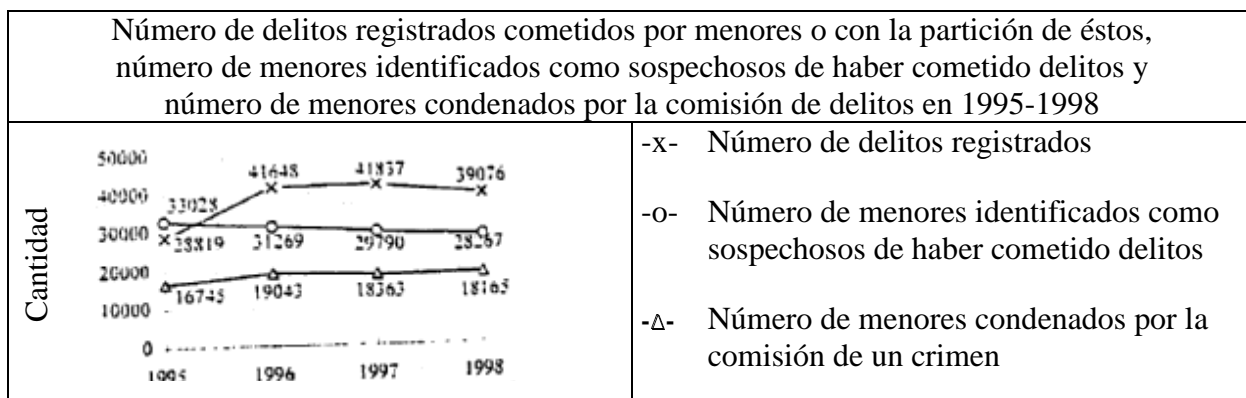 Número de delitos registrados cometidos por menores o con la partición de éstos,
número de menores identificados como sospechosos de haber cometido delitos y
número de menores condenados por la comisión de delitos en 1995-1998
Cantidad
50000
40000
30000
20000
10000
0
41648 41837 39076
33028
28819 31269 29790 28267
16745 19043 18363 18165
1995 1996 1997 1998
-x- Número de delitos registrados
-o- Número de menores identificados como
sospechosos de haber cometido delitos
-Δ- Número de menores condenados por la
comisión de un crimen